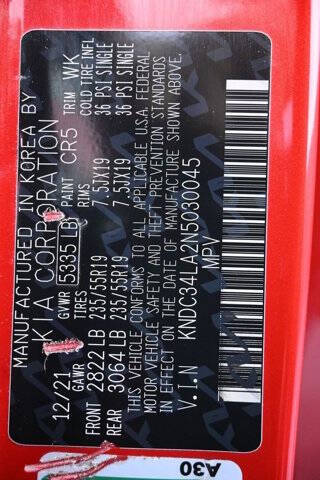 MANUFACTURED IN KOREA BY
KIA CORPORATION
12/21 GVWR 5335 LB PAINT CR5 TRIM WK
GAWR TIRES RIMS COLD TIRE INFL
FRONT 2822 LB 235/55R19 7.5JX19 36 PSI SINGLE
REAR 3064 LB 235/55R19 7.5JX19 36 PSI SINGLE
THIS VEHICLE CONFORMS TO ALL APPLICABLE U.S.A. FEDERAL
MOTOR VEHICLE SAFETY AND THEFT PREVENTION STANDARDS
IN EFFECT ON THE DATE OF MANUFACTURE SHOWN ABOVE.
V.I.N KNDC34LA2N5030045
MPV
A30